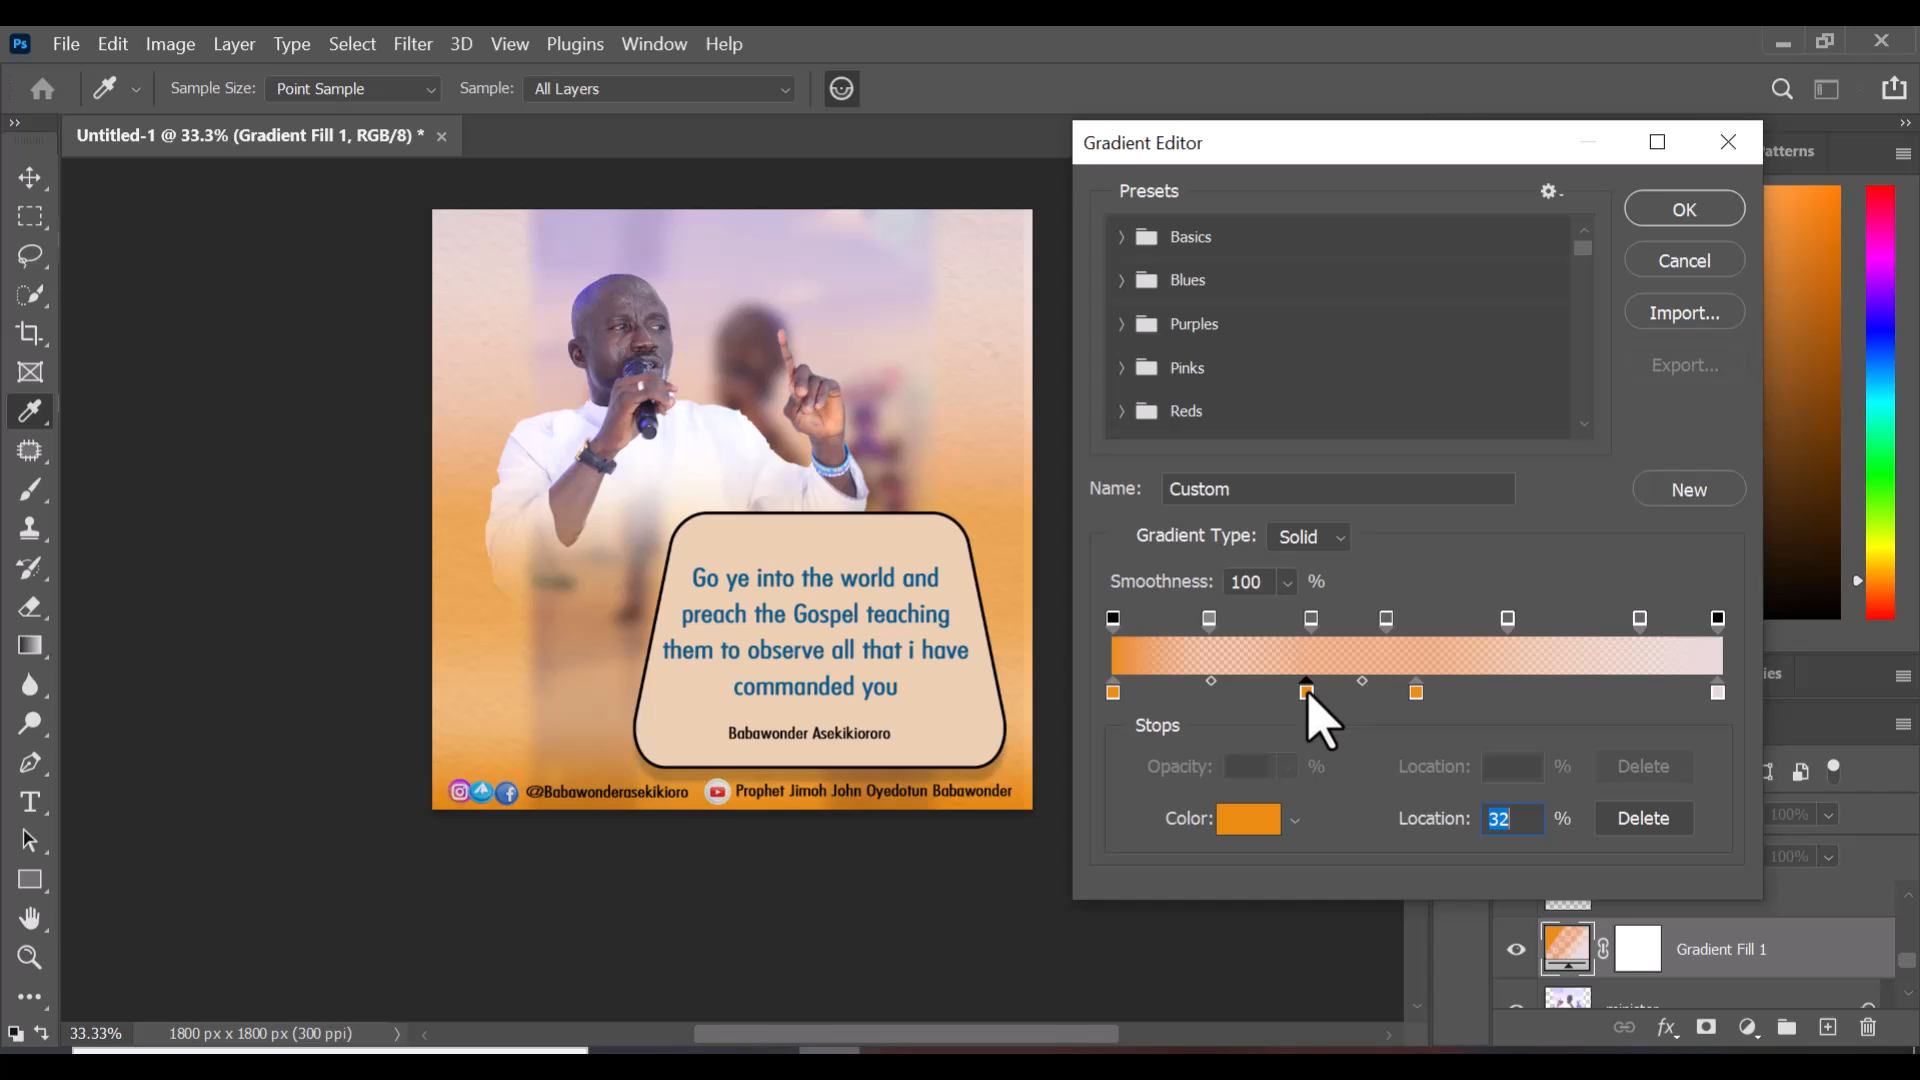 Ps File Edit Image Layer Type Select Filter 3D View Plugins Window Help
Sample Size: Point Sample Sample: All Layers
Untitled-1 @ 33.3% (Gradient Fill 1, RGB/8) *
Gradient Editor
Presets
Basics
Blues
Purples
Pinks
Reds
OK
Cancel
Import...
Export...
Name: Custom
New
Gradient Type: Solid
Smoothness: 100 %
Stops
Opacity: % Location: % Delete
Color: Location: 32 % Delete
atterns
ies
100%
100%
Gradient Fill 1
fx
Go ye into the world and
preach the Gospel teaching
them to observe all that i have
commanded you
Babawonder Asekikiororo
@Babawonderasekikioro Prophet Jimoh John Oyedotun Babawonder
33.33% 1800 px x 1800 px (300 ppi)